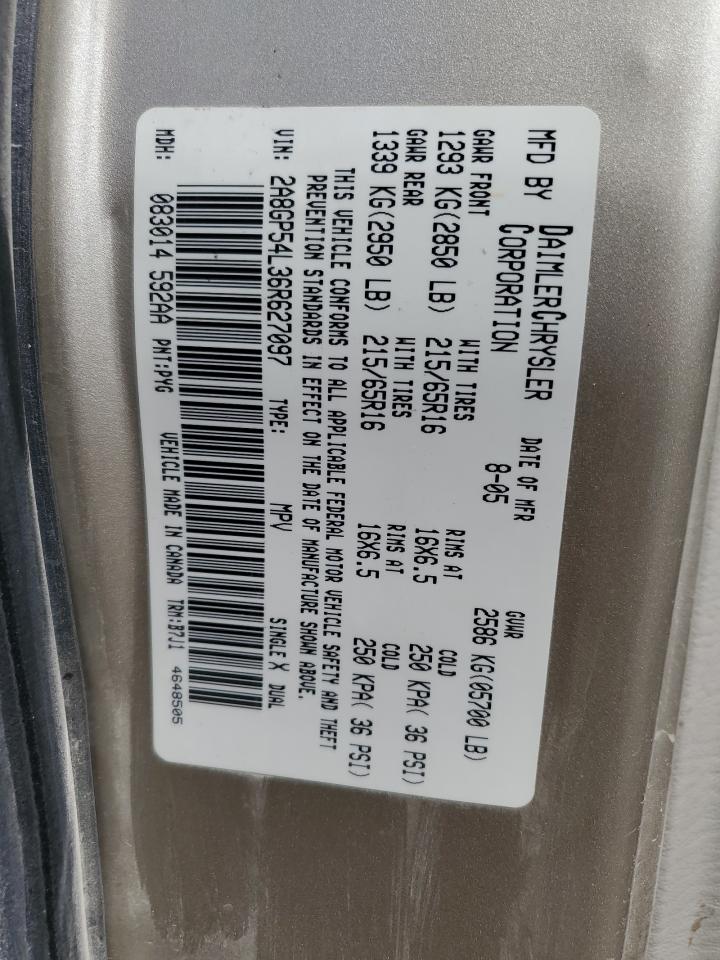 MFD BY DAIMLERCHRYSLER CORPORATION DATE OF MFR 8-05 GVWR 2586 KG(05700 LB)
GAWR FRONT WITH TIRES RIMS AT COLD
1293 KG(2850 LB) 215/65R16 16X6.5 250 KPA( 36 PSI)
GAWR REAR WITH TIRES RIMS AT COLD
1339 KG(2950 LB) 215/65R16 16X6.5 250 KPA( 36 PSI)
THIS VEHICLE CONFORMS TO ALL APPLICABLE FEDERAL MOTOR VEHICLE SAFETY AND THEFT
PREVENTION STANDARDS IN EFFECT ON THE DATE OF MANUFACTURE SHOWN ABOVE.
VIN: 2A8GP54L36R627097 TYPE: MPV SINGLE X DUAL
MDH: 083014 592AA PNT:PYG VEHICLE MADE IN CANADA TRM:B7J1 4648505